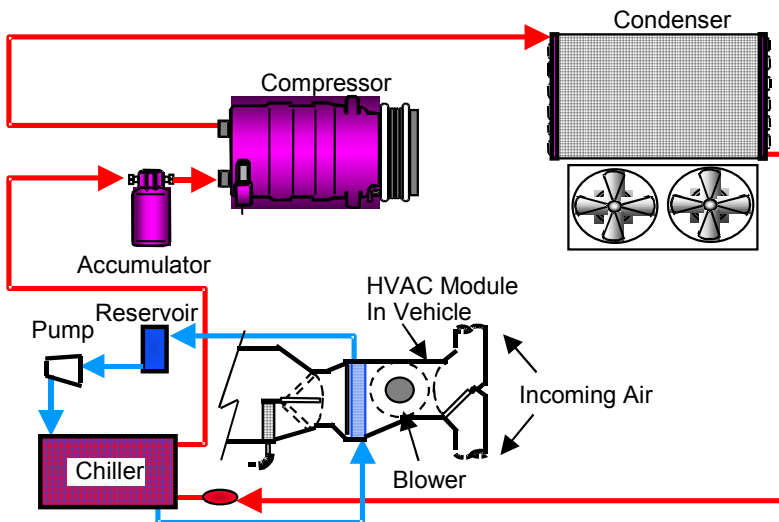 Condenser
Compressor
Accumulator
HVAC Module
In Vehicle
Reservoir
Pump
Incoming Air
Chiller
Blower